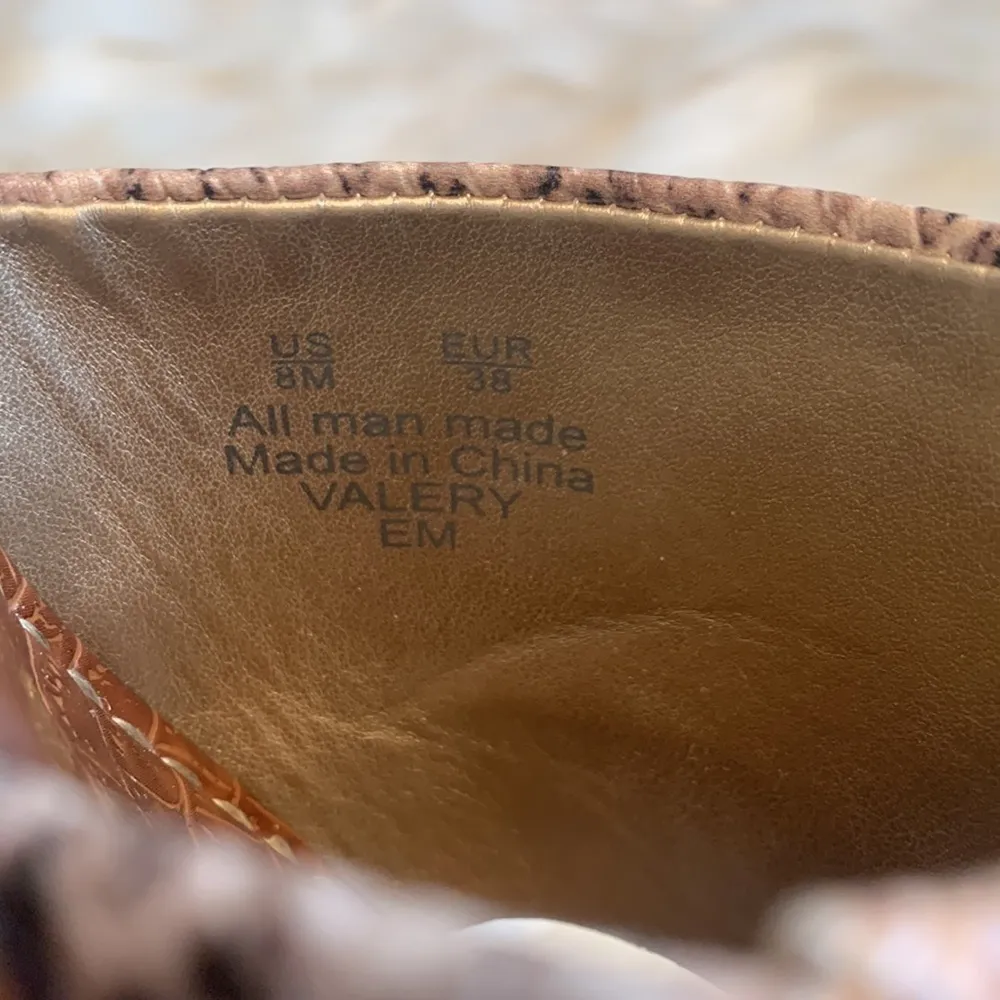 US EUR
8M 38
All man made
Made in China
VALERY
EM